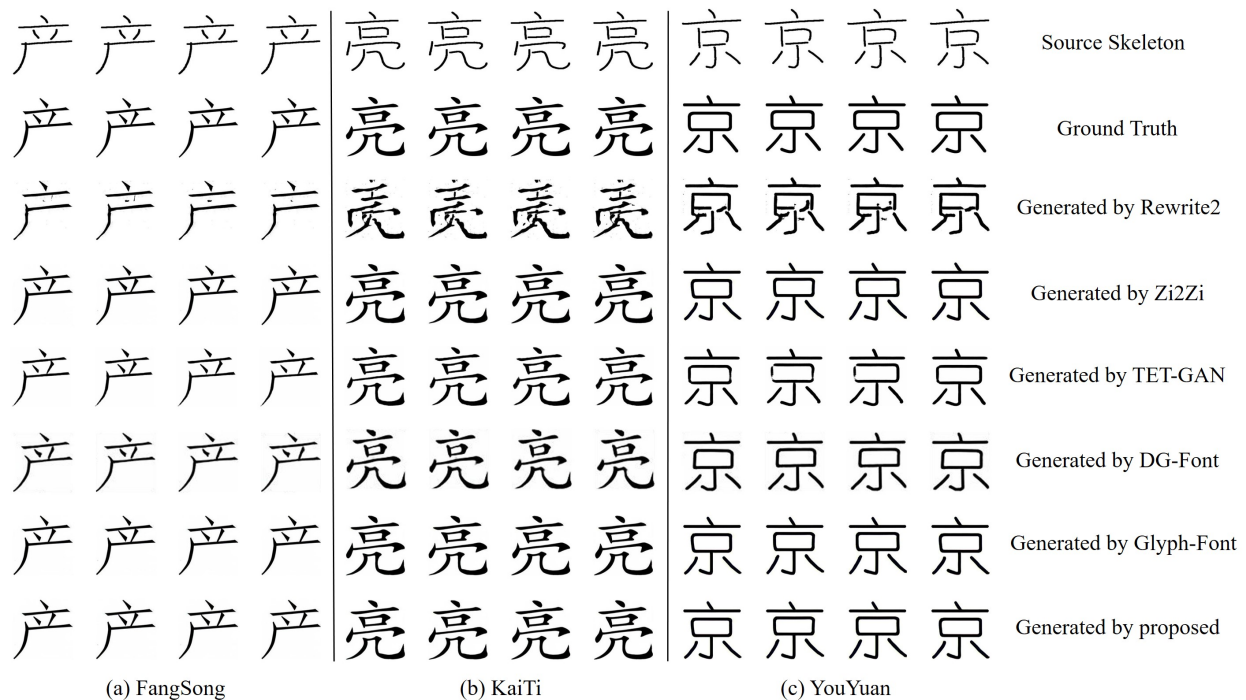 产 产 产 产 亮 亮 亮 亮 京 京 京 京 Source Skeleton
产 产 产 产 亮 亮 亮 亮 京 京 京 京 Ground Truth
Generated by Rewrite2
产 产 产 产 亮 亮 亮 亮 京 京 京 京 Generated by Zi2Zi
产 产 产 产 亮 亮 亮 亮 京 京 京 京 Generated by TET-GAN
产 产 产 产 亮 亮 亮 亮 京 京 京 京 Generated by DG-Font
产 产 产 产 亮 亮 亮 亮 京 京 京 京 Generated by Glyph-Font
产 产 产 产 亮 亮 亮 亮 京 京 京 京 Generated by proposed
(a) FangSong (b) KaiTi (c) YouYuan